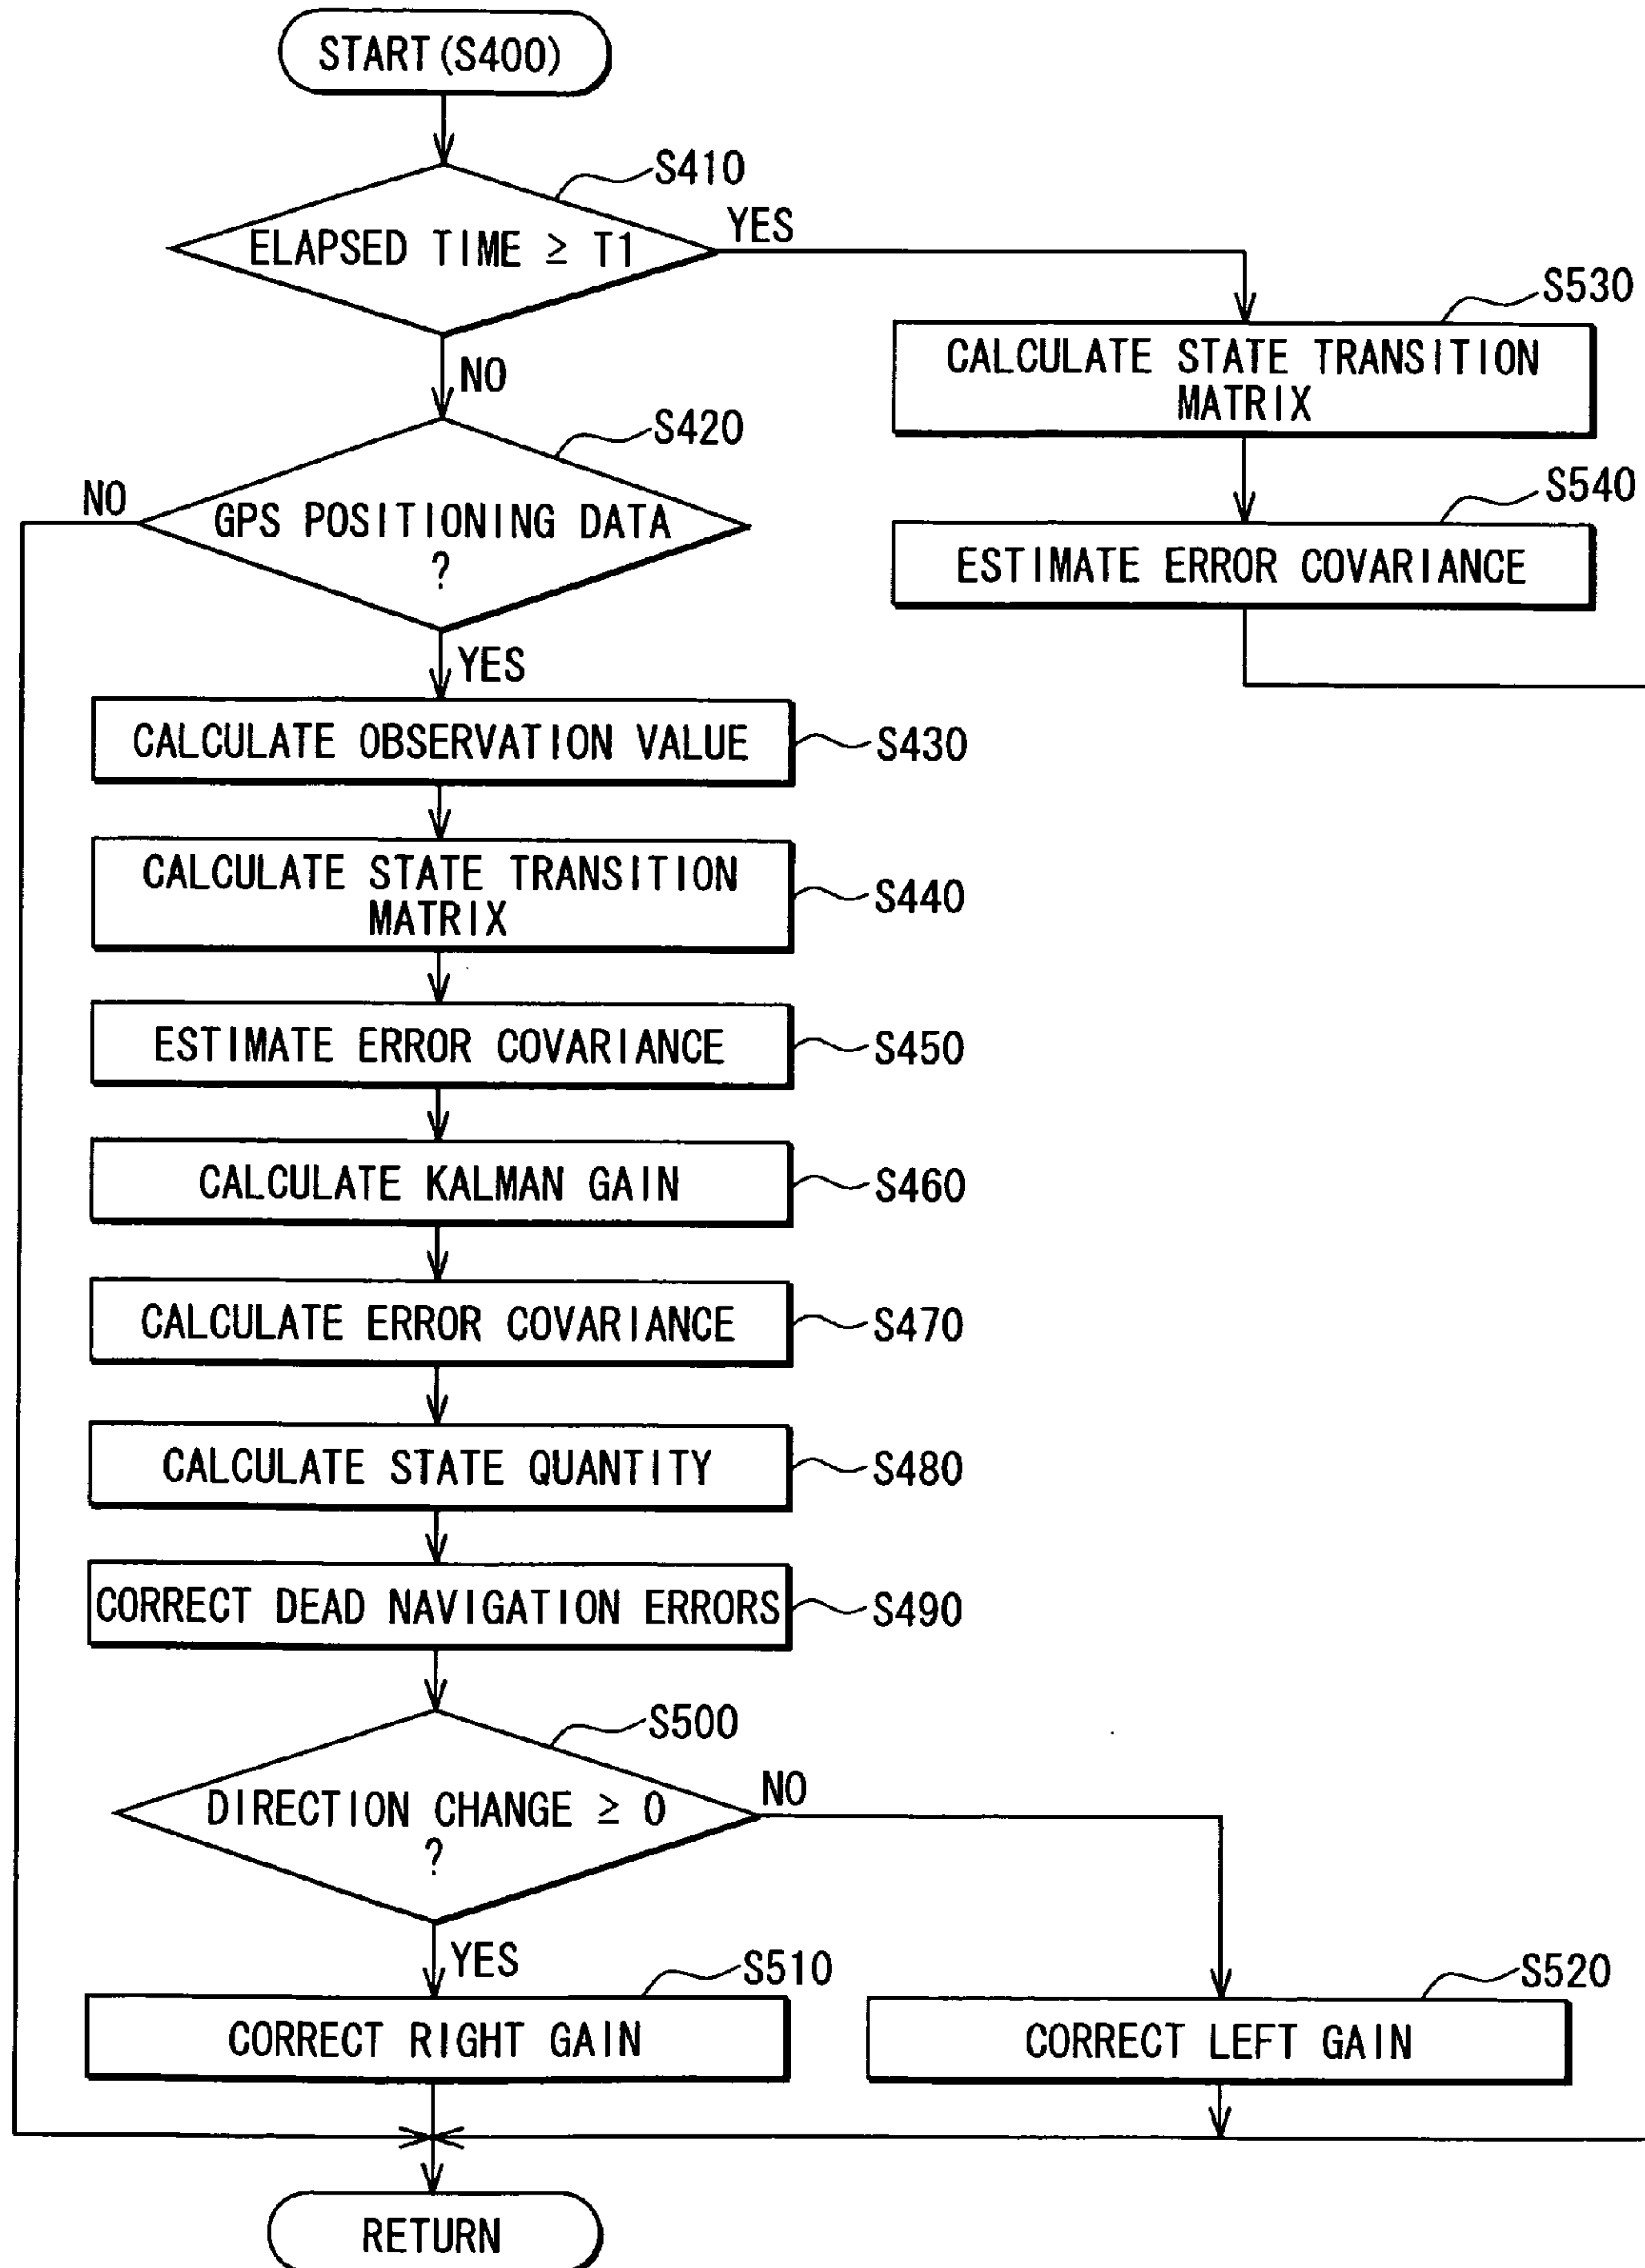 START(S400)
S410
ELAPSED TIME ≥ T1
YES
NO
S530
CALCULATE STATE TRANSITION
MATRIX
S420
GPS POSITIONING DATA
?
NO
YES
S540
ESTIMATE ERROR COVARIANCE
CALCULATE OBSERVATION VALUE
S430
CALCULATE STATE TRANSITION
MATRIX
S440
ESTIMATE ERROR COVARIANCE
S450
CALCULATE KALMAN GAIN
S460
CALCULATE ERROR COVARIANCE
S470
CALCULATE STATE QUANTITY
S480
CORRECT DEAD NAVIGATION ERRORS
S490
S500
DIRECTION CHANGE ≥ 0
?
NO
YES
S510
CORRECT RIGHT GAIN
S520
CORRECT LEFT GAIN
RETURN